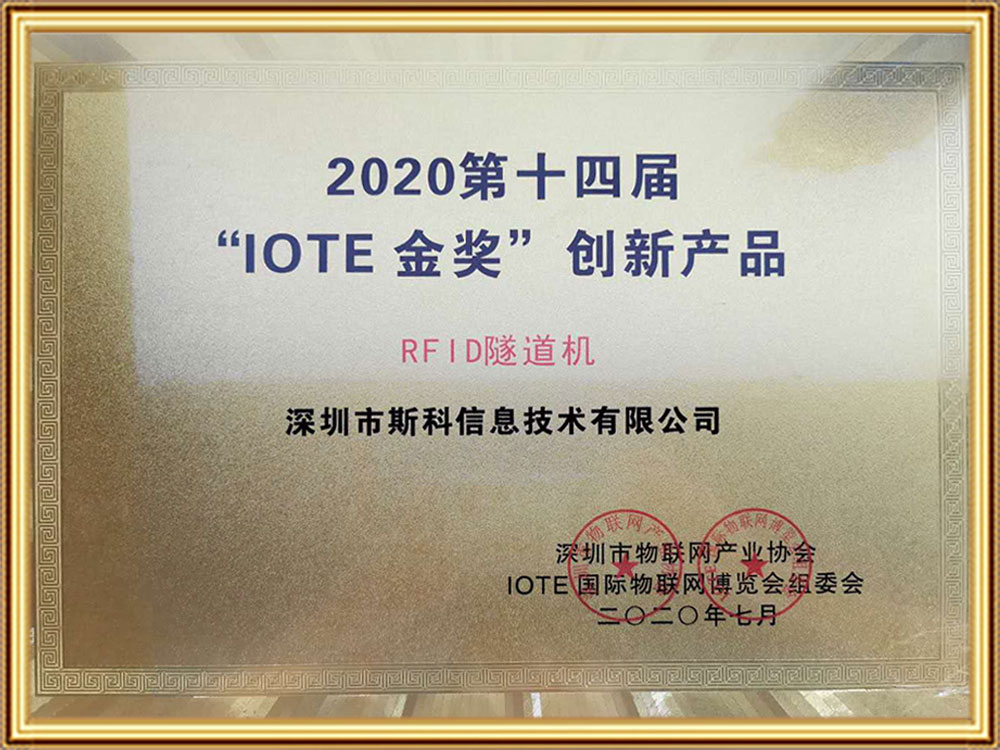 2020第十四届
“IOTE 金奖”创新产品
RFID隧道机
深圳市斯科信息技术有限公司
深圳市物联网产业协会
IOTE 国际物联网博览会组委会
二〇二〇年七月